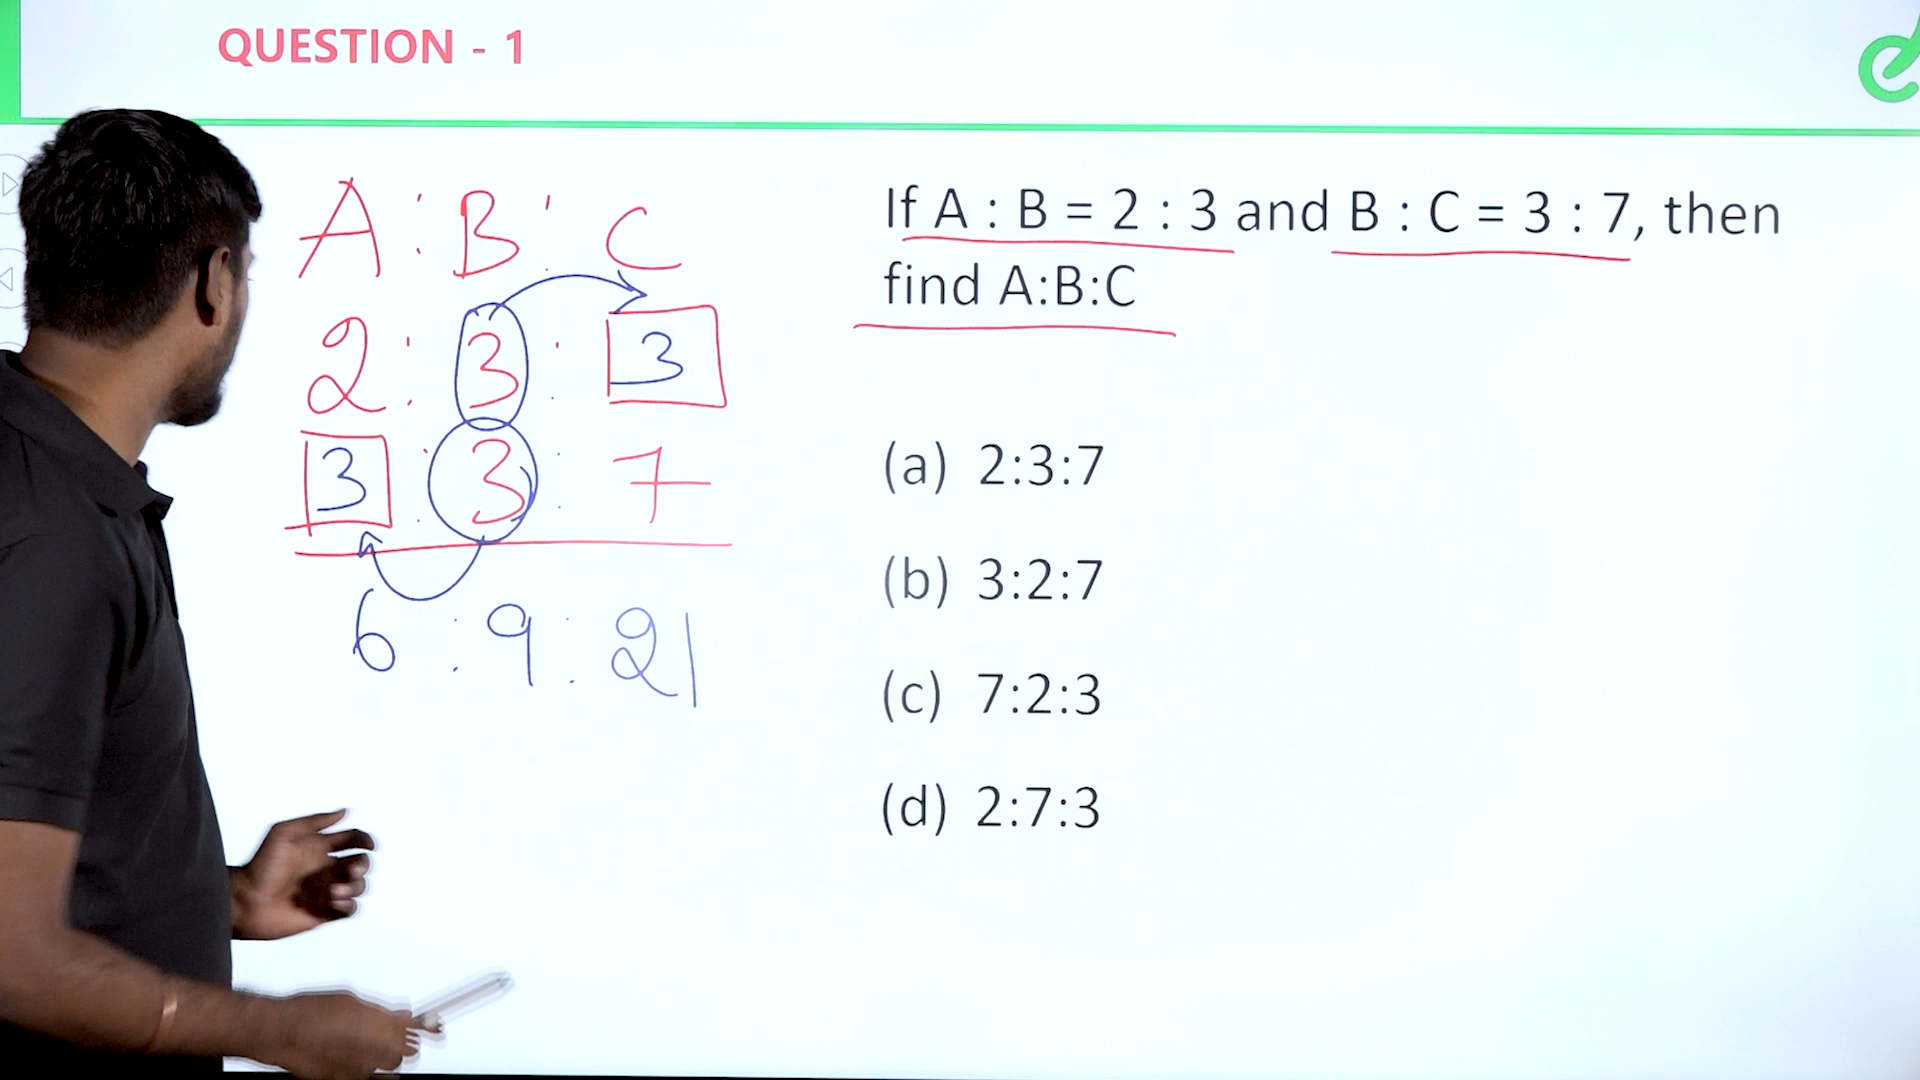 QUESTION - 1
A : B : C
2 : 3 : 3
3 : 3 : 7
6 : 9 : 21
If A : B = 2 : 3 and B : C = 3 : 7, then
find A:B:C
(a) 2:3:7
(b) 3:2:7
(c) 7:2:3
(d) 2:7:3